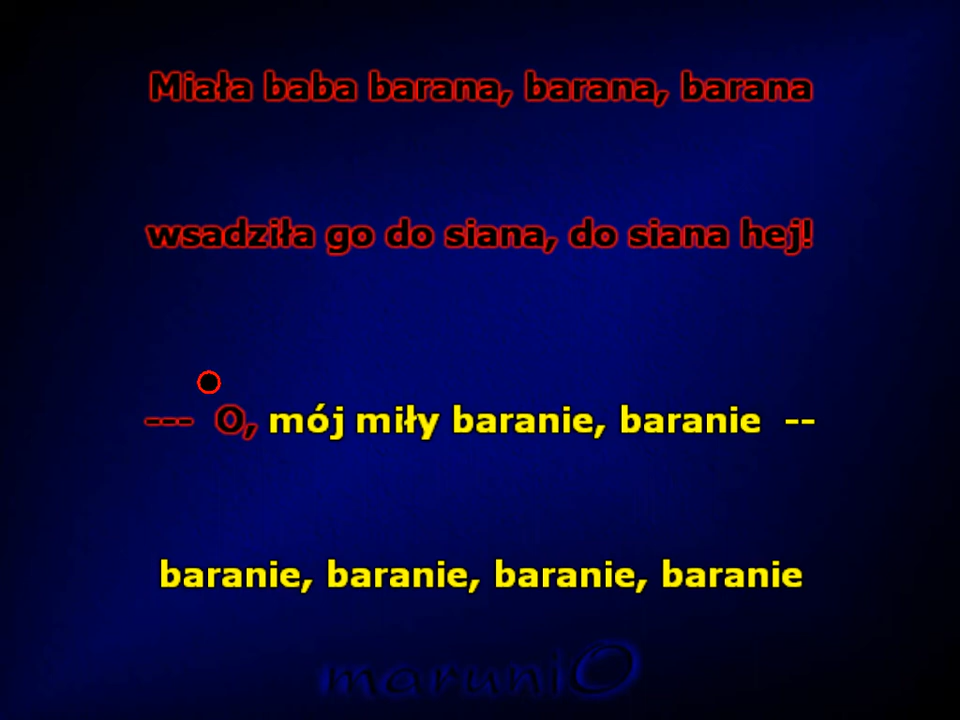 Miała baba barana, barana, barana
wsadziła go do siana, do siana hej!
--- O, mój miły baranie, baranie --
baranie, baranie, baranie, baranie
maruniO